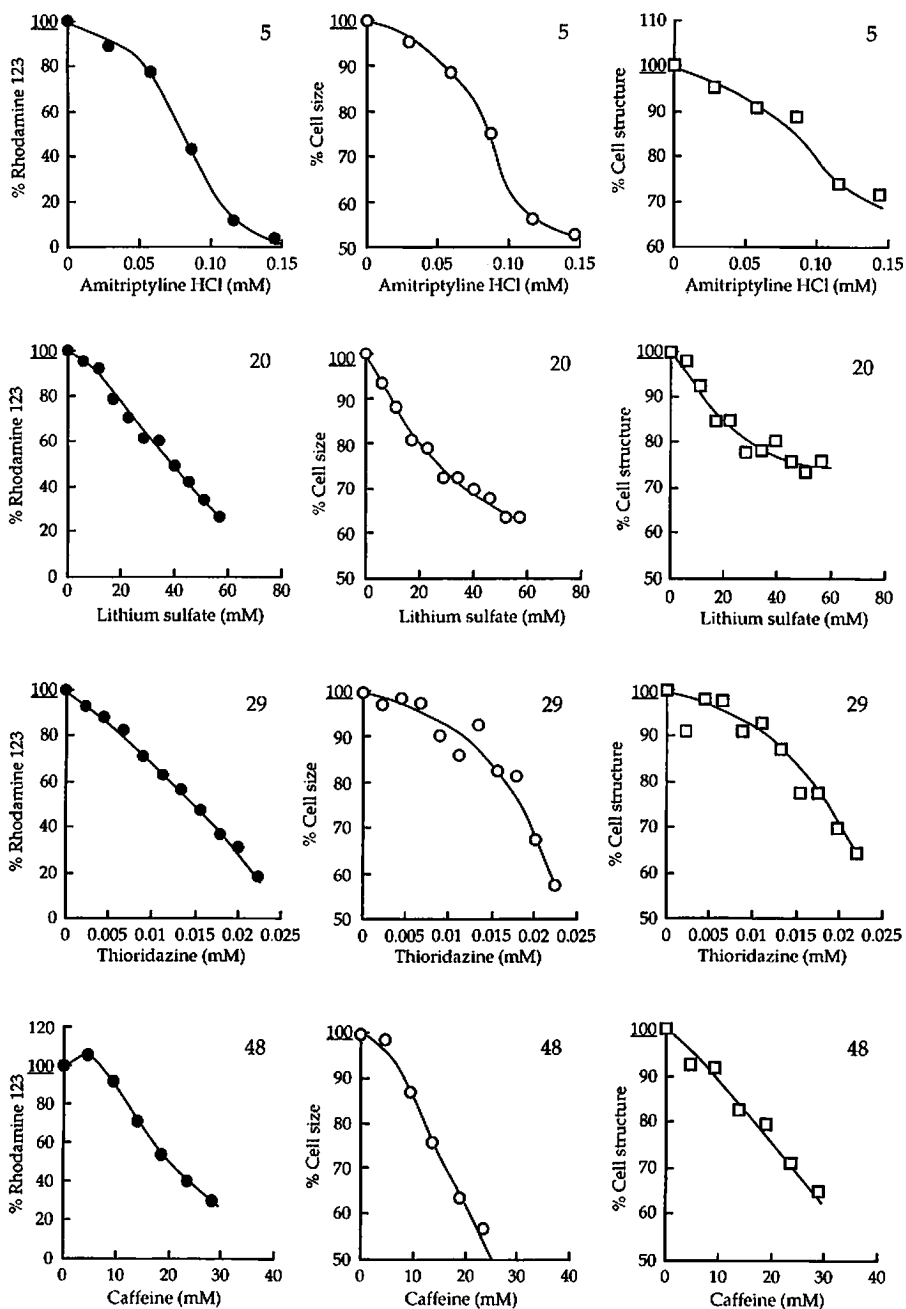 % Rhodamine 123
100
80
60
40
20
0
5
0 0.05 0.10 0.15
Amitriptyline HCl (mM)
% Cell size
100
90
80
70
60
50
5
0 0.05 0.10 0.15
Amitriptyline HCl (mM)
% Cell structure
110
100
90
80
70
60
5
0 0.05 0.10 0.15
Amitriptyline HCl (mM)
% Rhodamine 123
100
80
60
40
20
0
20
0 20 40 60 80
Lithium sulfate (mM)
% Cell size
100
90
80
70
60
50
20
0 20 40 60 80
Lithium sulfate (mM)
% Cell structure
100
90
80
70
60
50
20
0 20 40 60 80
Lithium sulfate (mM)
% Rhodamine 123
100
80
60
40
20
0
29
0 0.005 0.01 0.015 0.02 0.025
Thioridazine (mM)
% Cell size
100
90
80
70
60
50
29
0 0.005 0.01 0.015 0.02 0.025
Thioridazine (mM)
% Cell structure
100
90
80
70
60
50
29
0 0.005 0.01 0.015 0.02 0.025
Thioridazine (mM)
% Rhodamine 123
120
100
80
60
40
20
0
48
0 10 20 30 40
Caffeine (mM)
% Cell size
100
90
80
70
60
50
48
0 10 20 30 40
Caffeine (mM)
% Cell structure
100
90
80
70
60
50
48
0 10 20 30 40
Caffeine (mM)